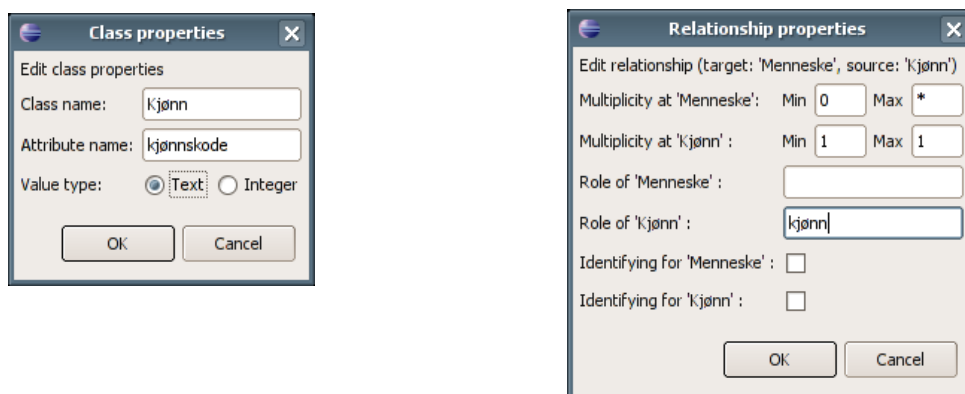 Class properties
Edit class properties
Class name: Kjønn
Attribute name: kjønnskode
Value type: Text Integer
OK Cancel
Relationship properties
Edit relationship (target: 'Menneske', source: 'Kjønn')
Multiplicity at 'Menneske': Min 0 Max *
Multiplicity at 'Kjønn' : Min 1 Max 1
Role of 'Menneske' :
Role of 'Kjønn' : kjønn
Identifying for 'Menneske' :
Identifying for 'Kjønn' :
OK Cancel